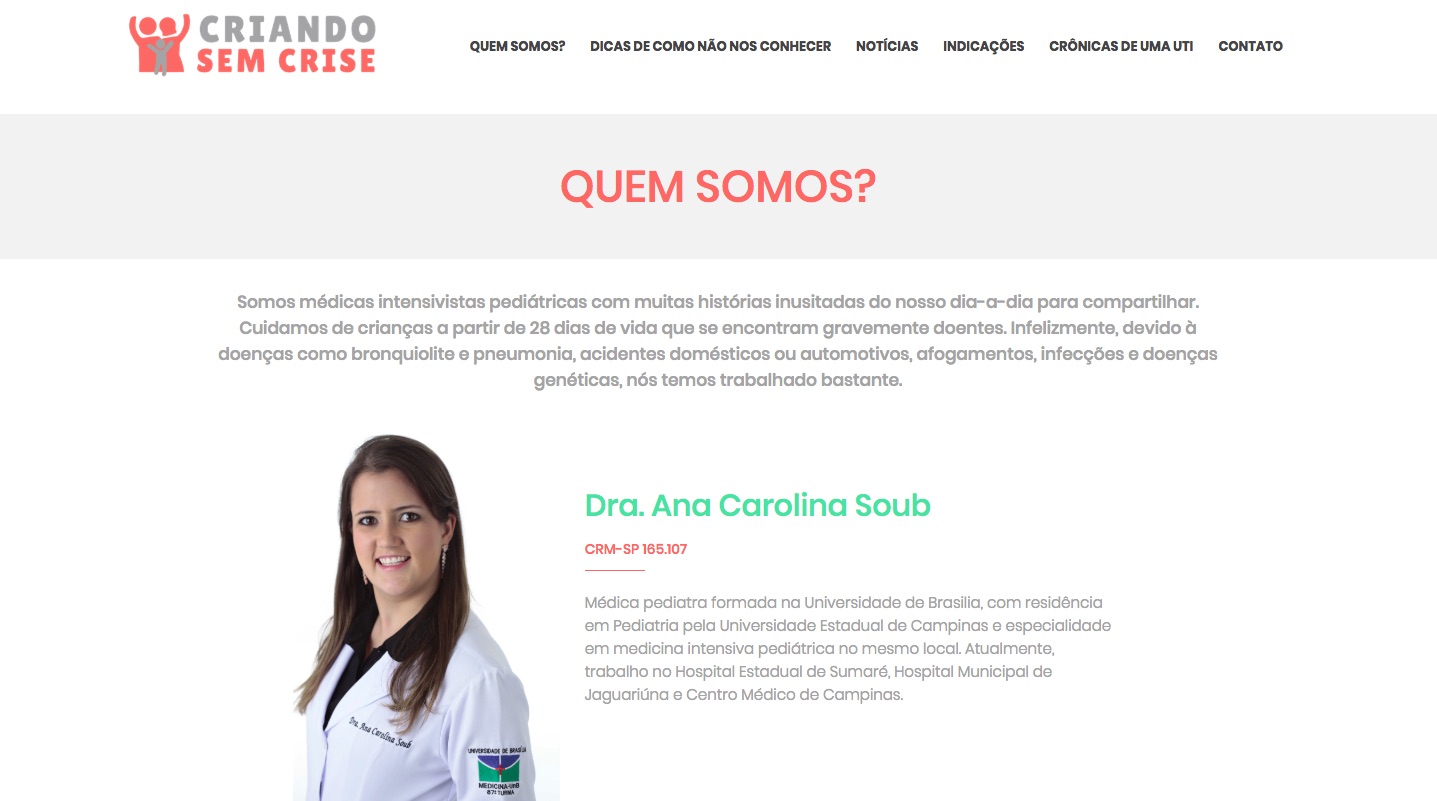 CRIANDO
SEM CRISE
QUEM SOMOS?
DICAS DE COMO NÃO NOS CONHECER
NOTÍCIAS
INDICAÇÕES
CRÔNICAS DE UMA UTI
CONTATO
QUEM SOMOS?
Somos médicas intensivistas pediátricas com muitas histórias inusitadas do nosso dia-a-dia para compartilhar.
Cuidamos de crianças a partir de 28 dias de vida que se encontram gravemente doentes. Infelizmente, devido à
doenças como bronquiolite e pneumonia, acidentes domésticos ou automotivos, afogamentos, infecções e doenças
genéticas, nós temos trabalhado bastante.
Dra. Ana Carolina Soub
CRM-SP 165.107
Médica pediatra formada na Universidade de Brasilia, com residência
em Pediatria pela Universidade Estadual de Campinas e especialidade
em medicina intensiva pediátrica no mesmo local. Atualmente,
trabalho no Hospital Estadual de Sumaré, Hospital Municipal de
Jaguariúna e Centro Médico de Campinas.
Dra. Ana Carolina Soub
UNIVERSIDADE DE BRASÍLIA
MEDICINA-UnB
87ª TURMA